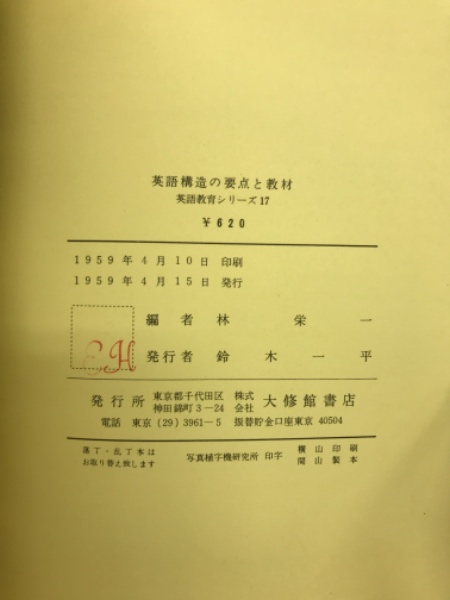 英語構造の要点と教材
英語教育シリーズ17
¥620
1959年4月10日 印刷
1959年4月15日 発行
編者 林栄一
EH
発行者 鈴木一平
発行所 東京都千代田区神田錦町3-24 株式会社 大修館書店
電話 東京(29)3961-5 振替貯金口座東京40504
落丁・乱丁本はお取り替え致します
写真植字機研究所 印字
横山印刷
関山製本